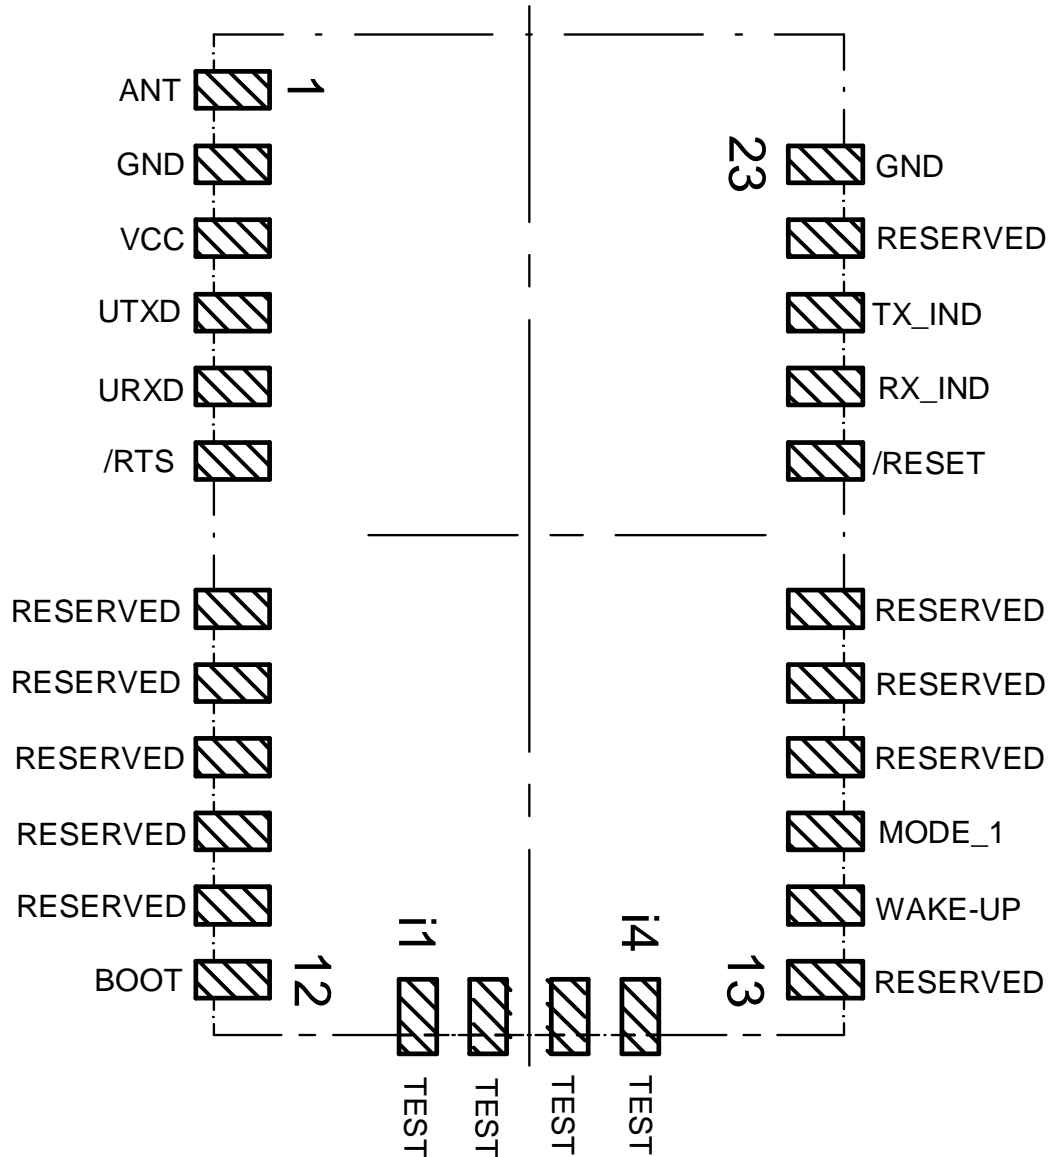 ANT
1
GND
VCC
UTXD
URXD
/RTS
RESERVED
RESERVED
RESERVED
RESERVED
RESERVED
BOOT
12
i1
i4
TEST
TEST
TEST
TEST
23
GND
RESERVED
TX_IND
RX_IND
/RESET
RESERVED
RESERVED
RESERVED
MODE_1
WAKE-UP
13
RESERVED